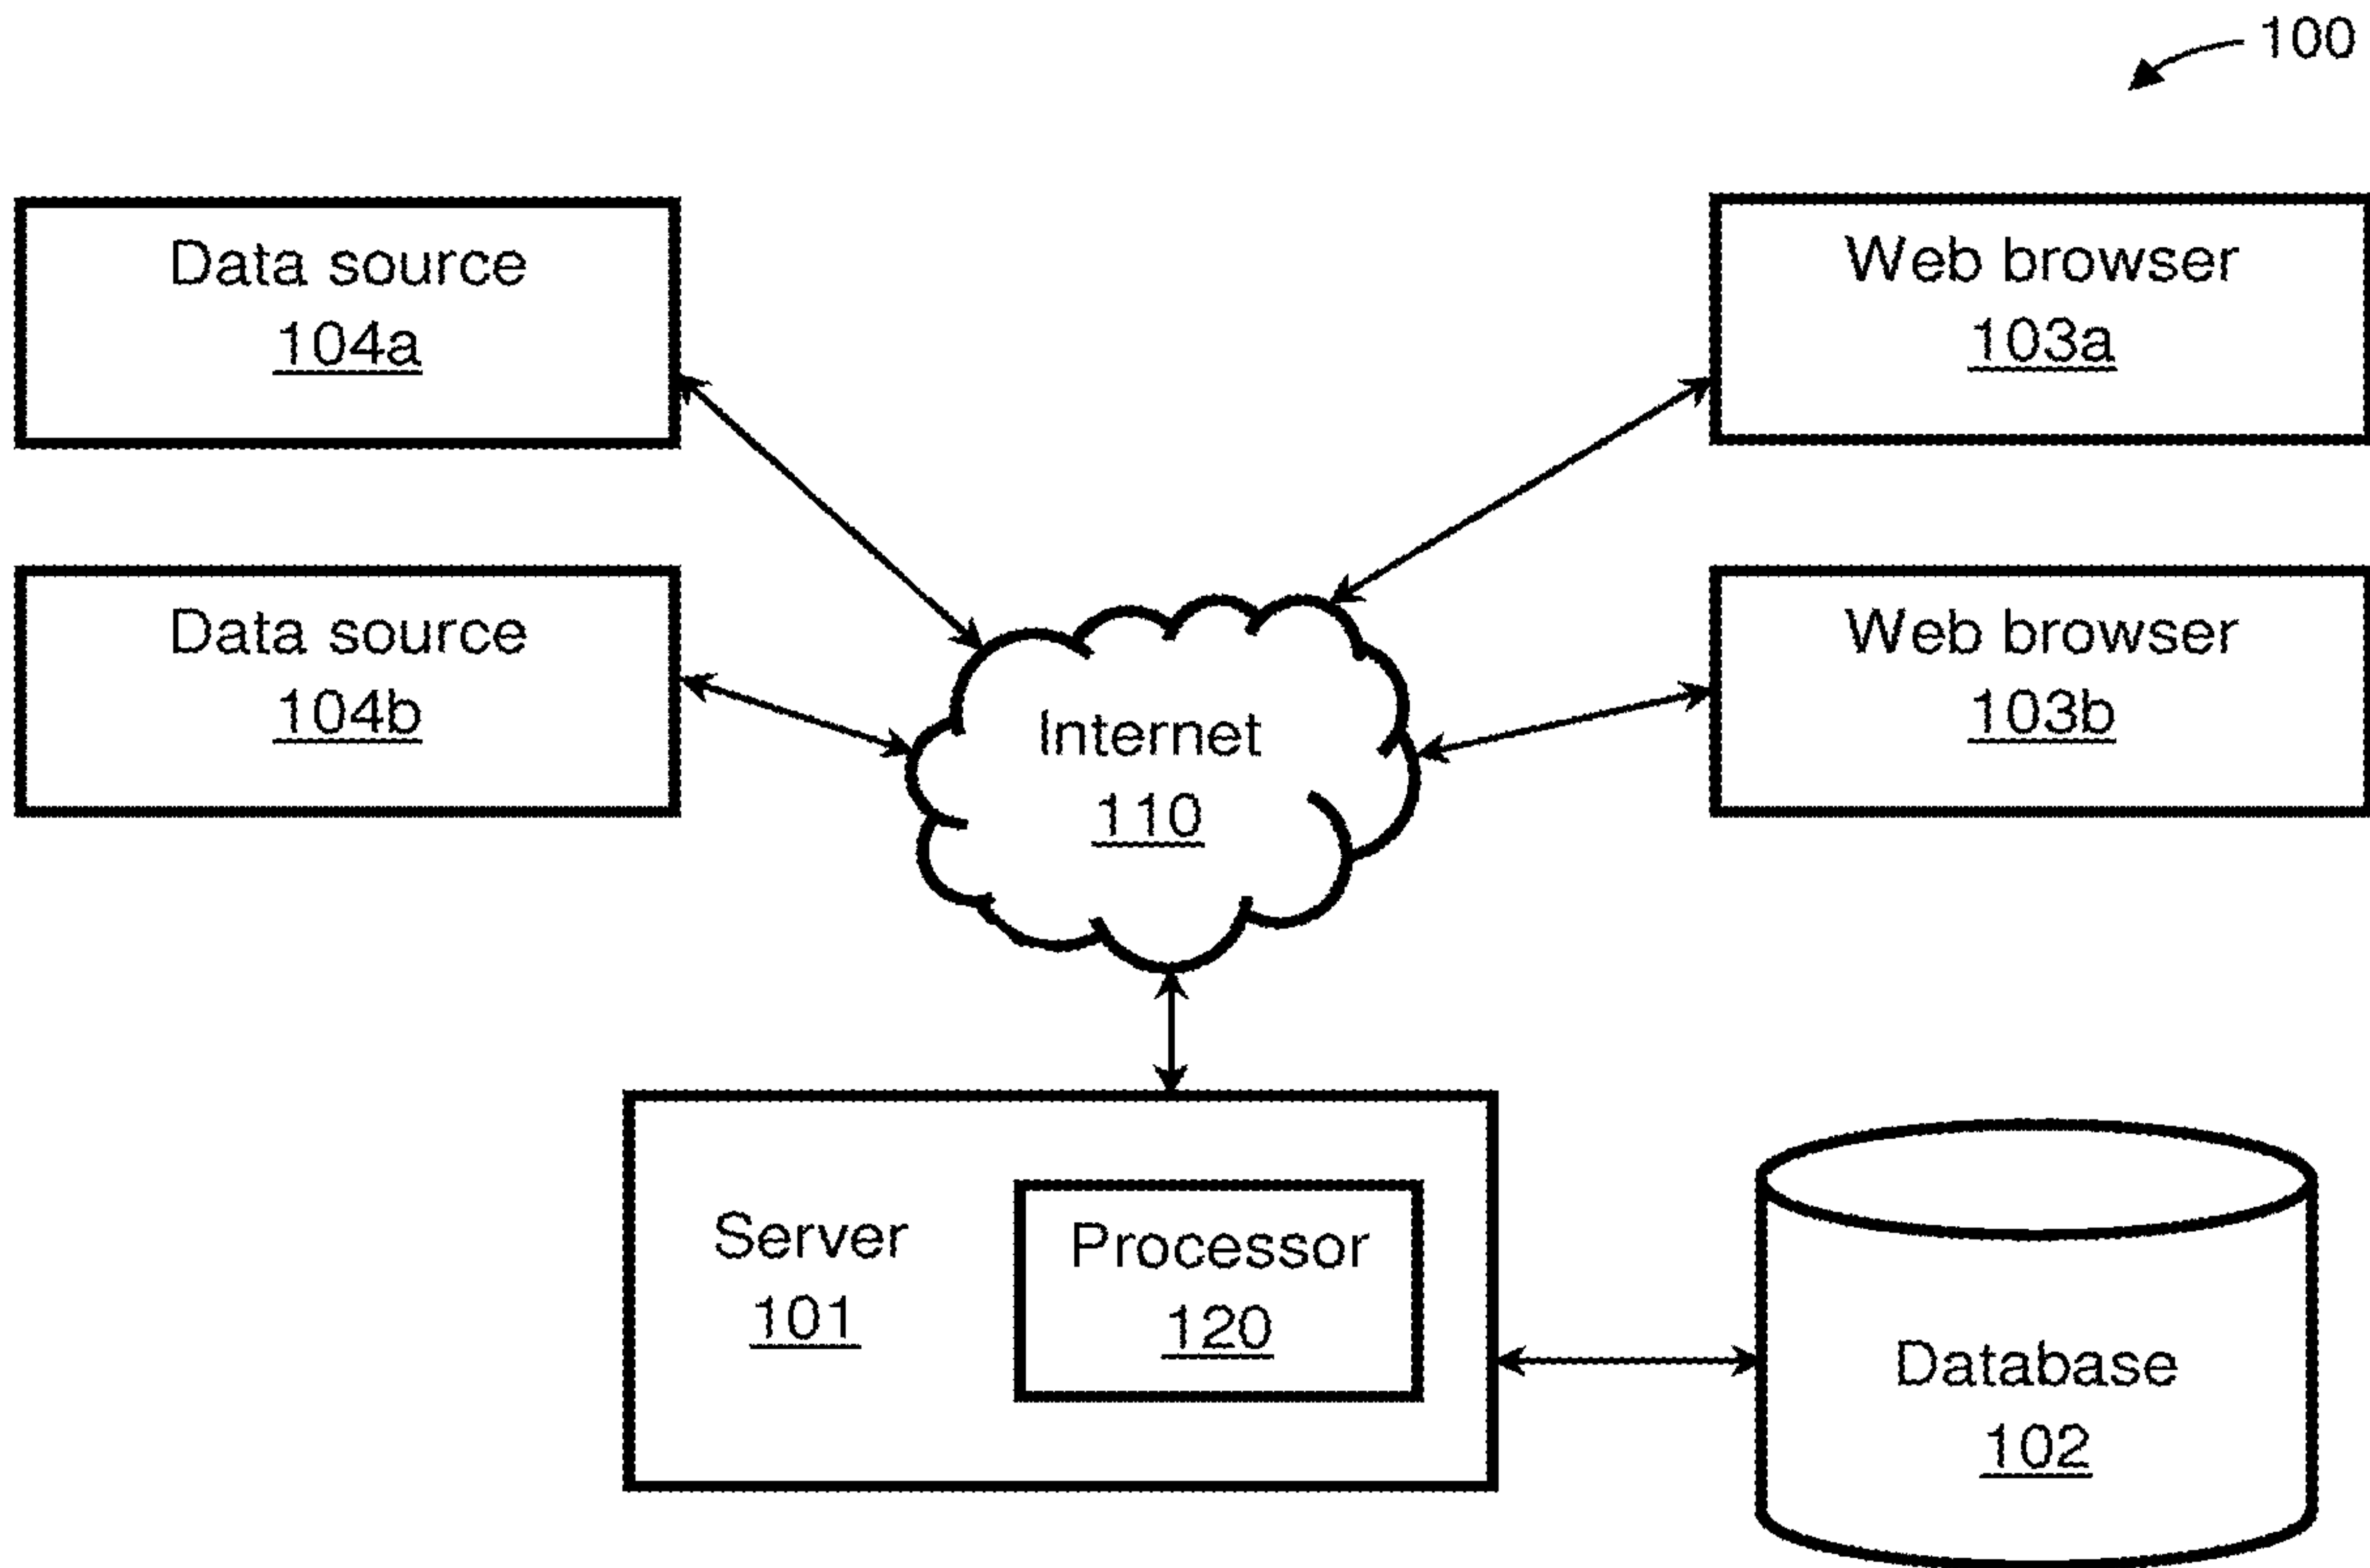 100
Data source
104a
Web browser
103a
Data source
104b
Web browser
103b
Internet
110
Server
101
Processor
120
Database
102